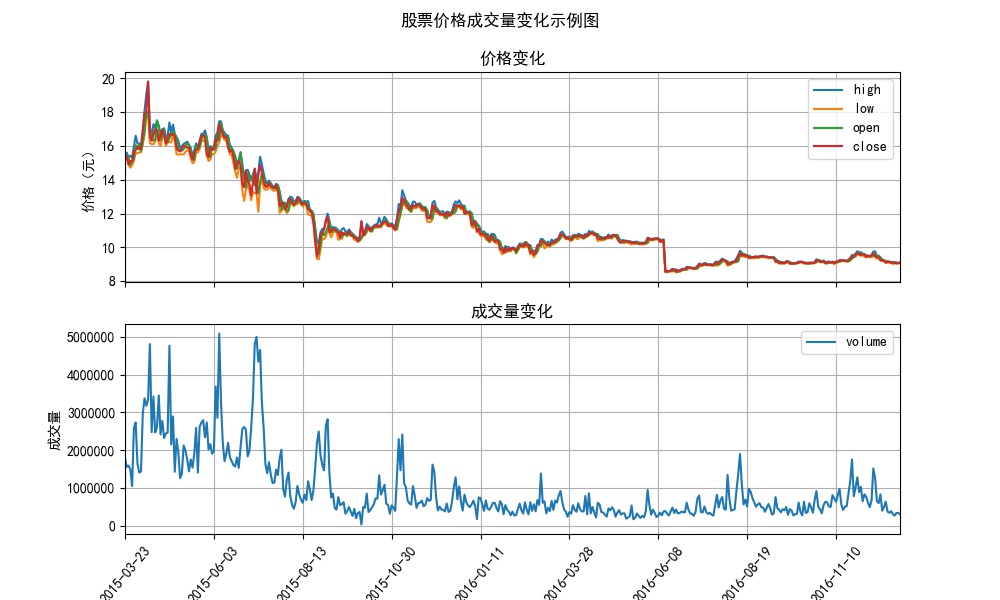 股票价格成交量变化示例图
价格变化
价格（元）
20
18
16
14
12
10
8
high
low
open
close
成交量变化
成交量
5000000
4000000
3000000
2000000
1000000
0
volume
2015-03-23
2015-06-03
2015-08-13
2015-10-30
2016-01-11
2016-03-28
2016-06-08
2016-08-19
2016-11-10